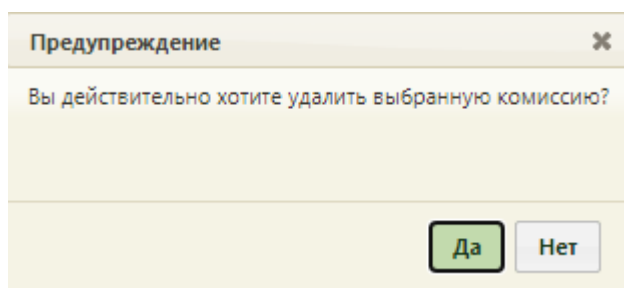 Предупреждение
Вы действительно хотите удалить выбранную комиссию?
Да Нет